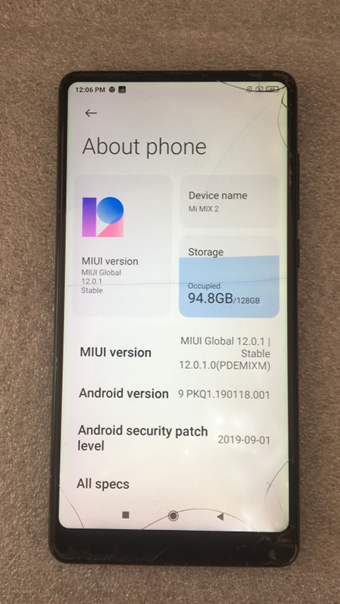 12:06 PM
About phone
12
MIUI version
MIUI Global
12.0.1
Stable
Device name
Mi MIX 2
Storage
Occupied
94.8GB/128GB
MIUI version
MIUI Global 12.0.1 |
Stable
12.0.1.0(PDEMIXM)
Android version
9 PKQ1.190118.001
Android security patch
level
2019-09-01
All specs